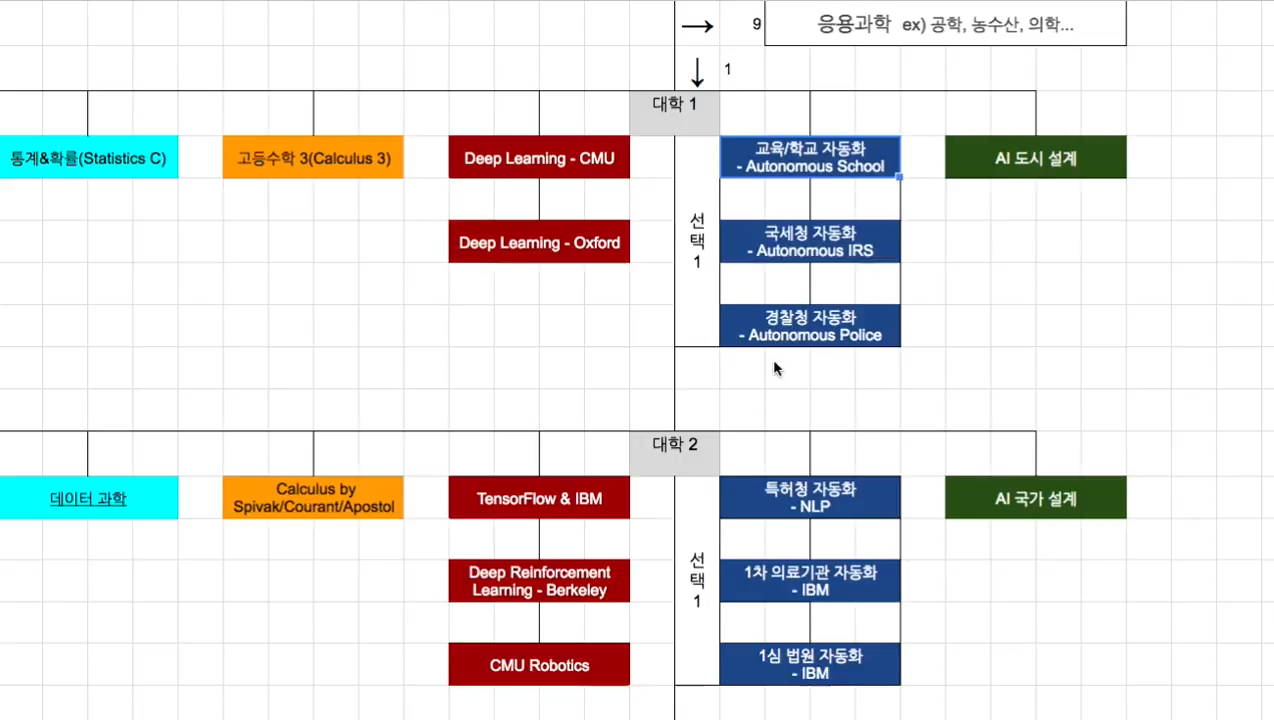 9
응용과학 ex) 공학, 농수산, 의학...
1
대학 1
통계&확률(Statistics C)
고등수학 3(Calculus 3)
Deep Learning - CMU
교육/학교 자동화
- Autonomous School
AI 도시 설계
Deep Learning - Oxford
선
택
1
국세청 자동화
- Autonomous IRS
경찰청 자동화
- Autonomous Police
대학 2
데이터 과학
Calculus by
Spivak/Courant/Apostol
TensorFlow & IBM
특허청 자동화
- NLP
AI 국가 설계
Deep Reinforcement
Learning - Berkeley
선
택
1
1차 의료기관 자동화
- IBM
CMU Robotics
1심 법원 자동화
- IBM